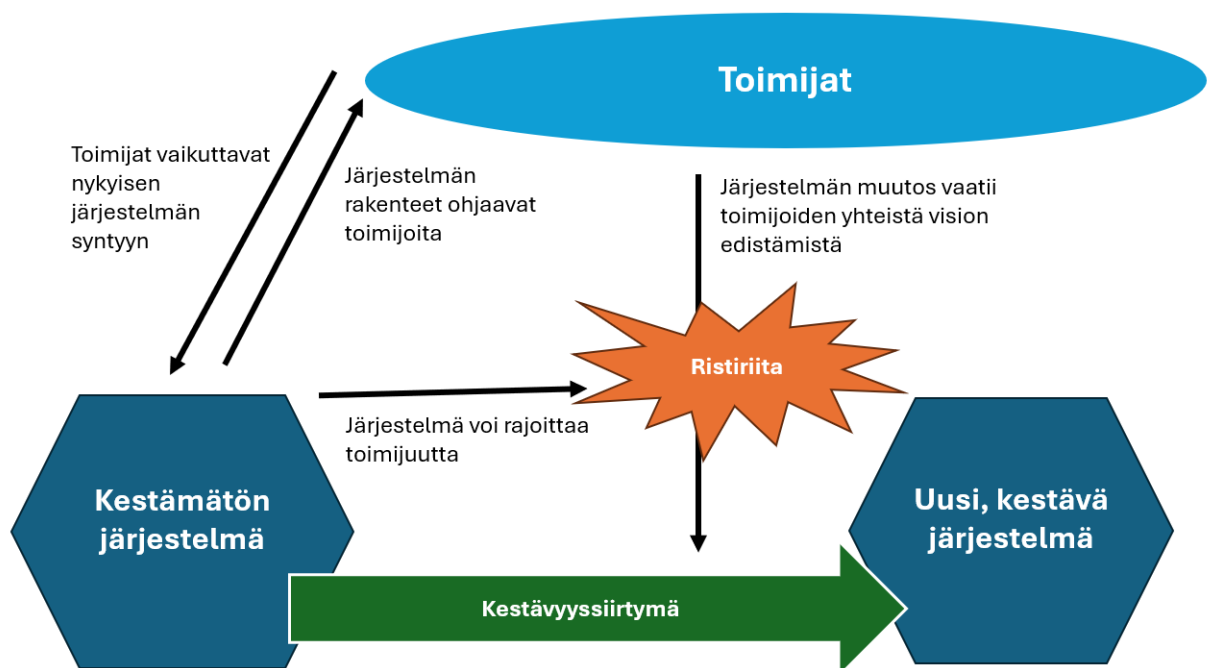 Toimijat
Toimijat vaikuttavat
nykyisen
järjestelmän
syntyyn
Järjestelmän
rakenteet ohjaavat
toimijoita
Järjestelmän muutos vaatii
toimijoiden yhteistä vision
edistämistä
Ristiriita
Järjestelmä voi rajoittaa
toimijuutta
Kestämätön
järjestelmä
Uusi, kestävä
järjestelmä
Kestävyyssiirtymä